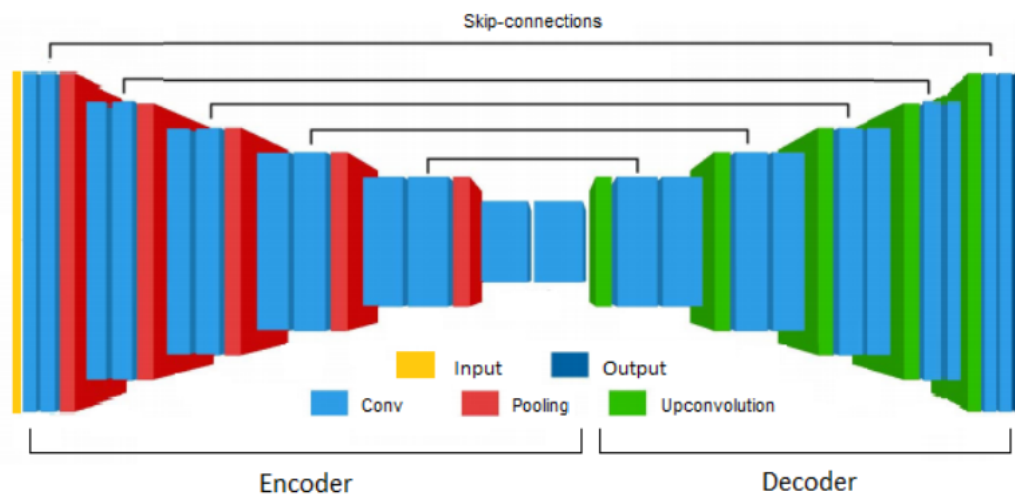 Skip-connections
Input
Output
Conv
Pooling
Upconvolution
Encoder
Decoder